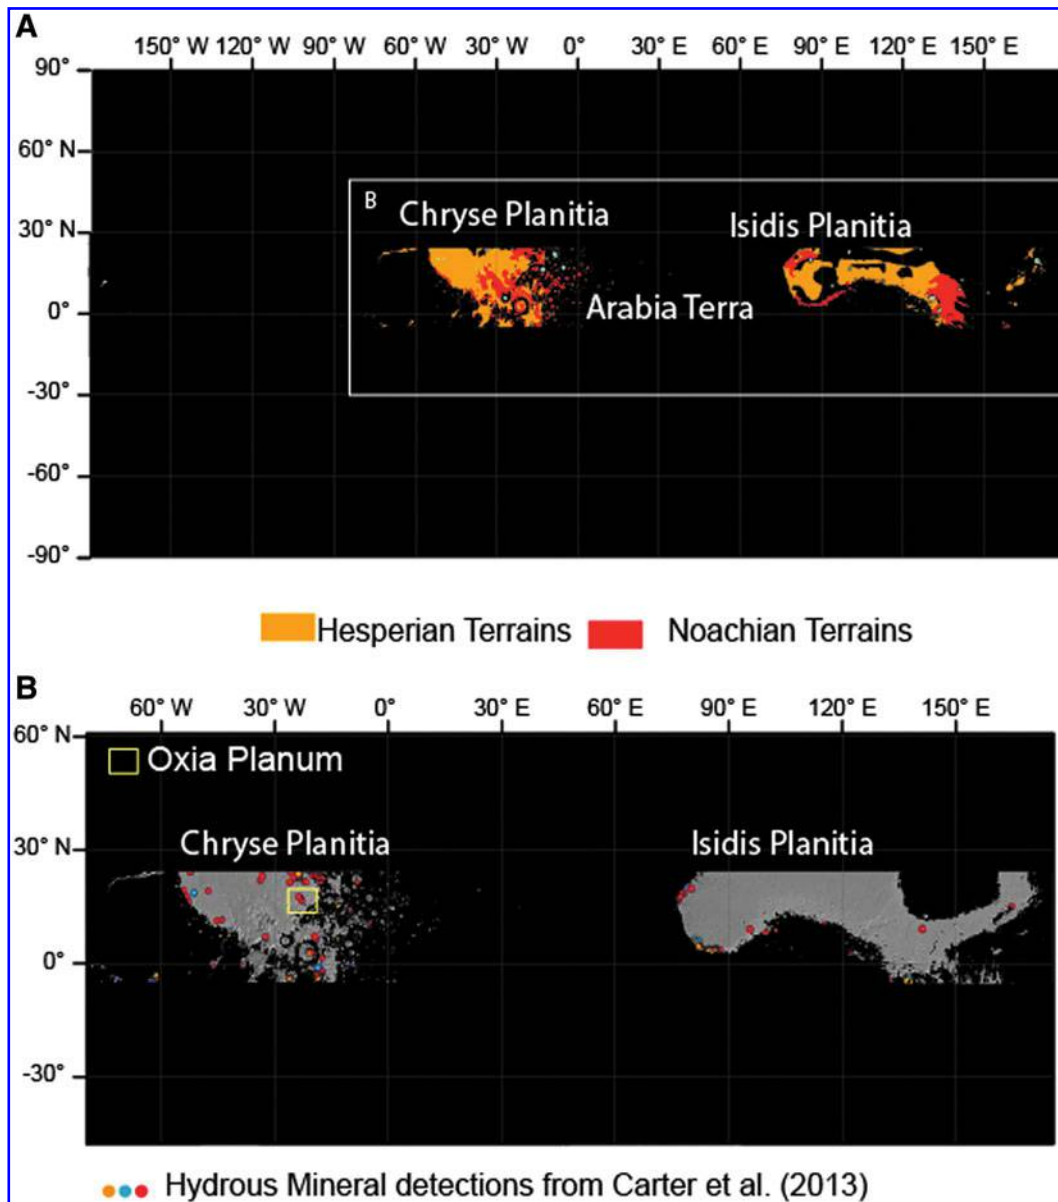 A
150° W 120° W 90° W 60° W 30° W 0° 30° E 60° E 90° E 120° E 150° E
90°
60° N
B
Chryse Planitia
Isidis Planitia
30° N
Arabia Terra
0°
-30°
-60°
-90°
Hesperian Terrains Noachian Terrains
B
60° W 30° W 0° 30° E 60° E 90° E 120° E 150° E
60° N
Oxia Planum
Chryse Planitia Isidis Planitia
30° N
0°
-30°
Hydrous Mineral detections from Carter et al. (2013)